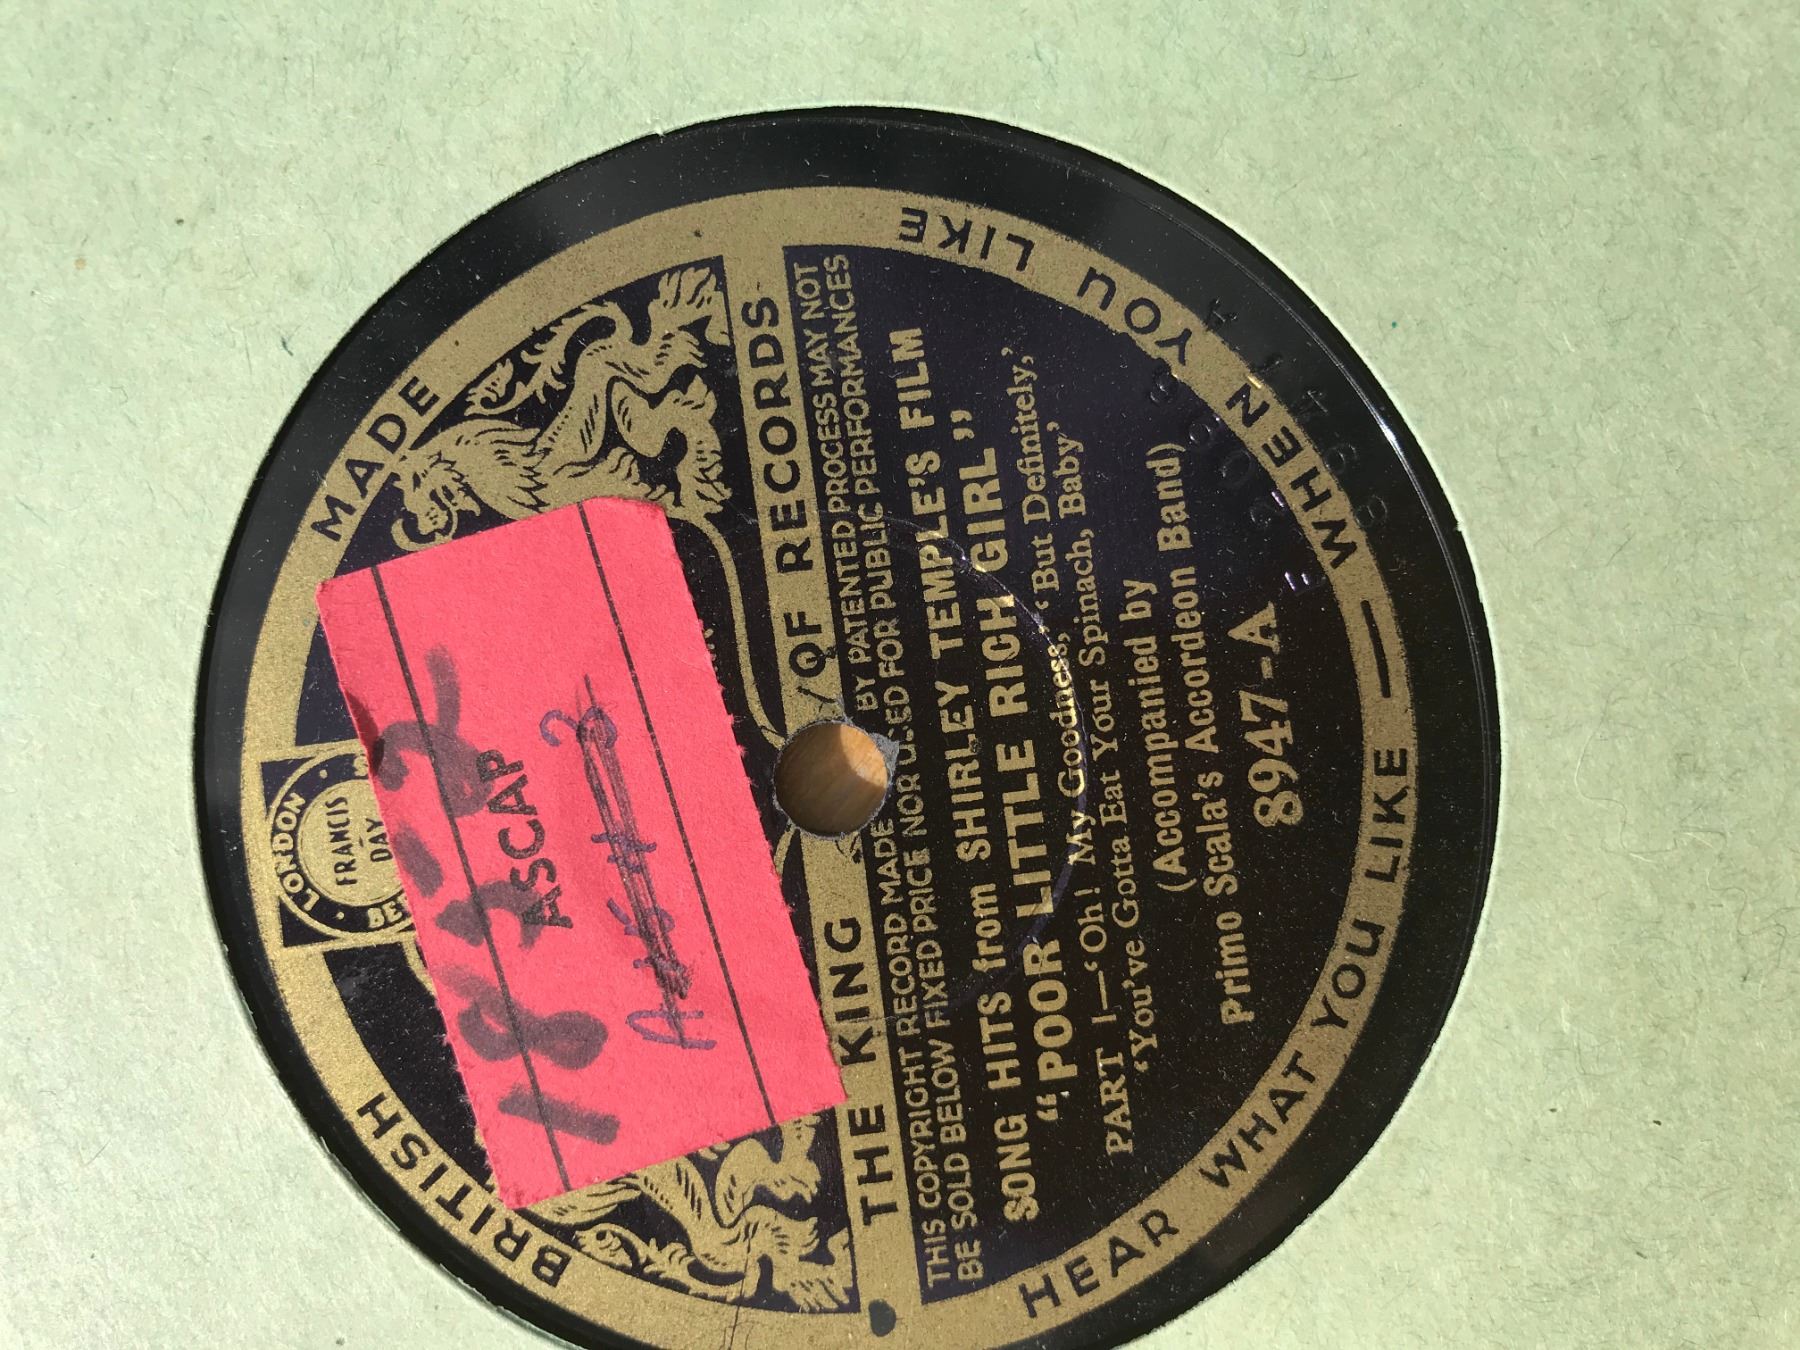 BRITISH
MADE
LONDON
FRANCIS
DAY
ASCAP
THE KING OF RECORDS
THIS COPYRIGHT RECORD MADE BY PATENTED PROCESS MAY NOT
BE SOLD BELOW FIXED PRICE NOR USED FOR PUBLIC PERFORMANCES
SONG HITS from SHIRLEY TEMPLE'S FILM
“POOR LITTLE RICH GIRL”
PART 1—‘Oh! My Goodness,’ ‘But Definitely,’
‘You've Gotta Eat Your Spinach, Baby’
(Accompanied by
Primo Scala's Accordeon Band)
8947-A
HEAR WHAT YOU LIKE — WHEN YOU LIKE